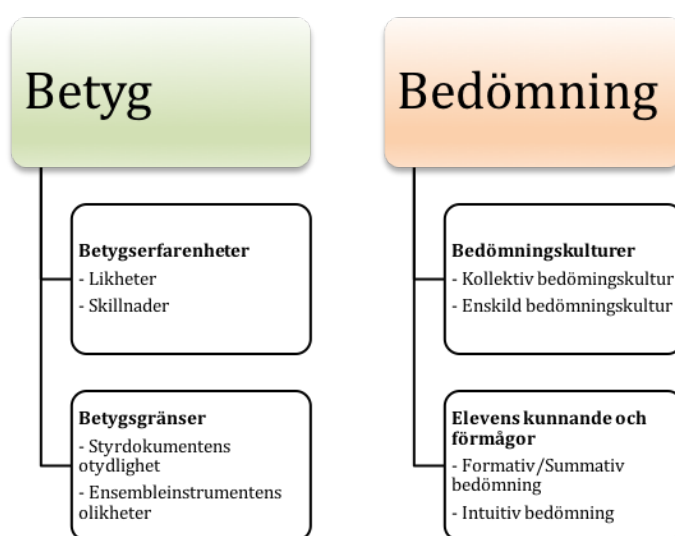 Betyg
Betygserfarenheter
- Likheter
- Skillnader
Betygsgränser
- Styrdokumentens
otydlighet
- Ensembleinstrumentens
olikheter
Bedömning
Bedömningskulturer
- Kollektiv bedömingskultur
- Enskild bedömningskultur
Elevens kunnande och
förmågor
- Formativ/Summativ
bedömning
- Intuitiv bedömning